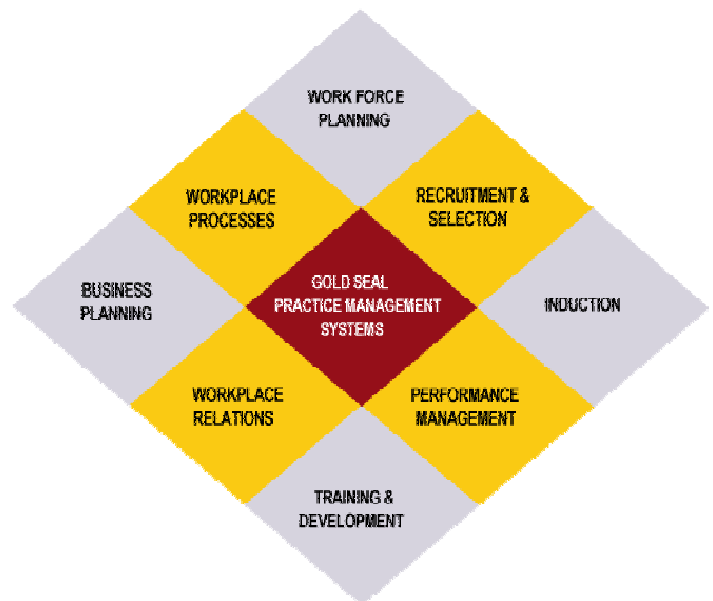 WORK FORCE
PLANNING
WORKPLACE
PROCESSES
RECRUITMENT &
SELECTION
BUSINESS
PLANNING
GOLD SEAL
PRACTICE MANAGEMENT
SYSTEMS
INDUCTION
WORKPLACE
RELATIONS
PERFORMANCE
MANAGEMENT
TRAINING &
DEVELOPMENT